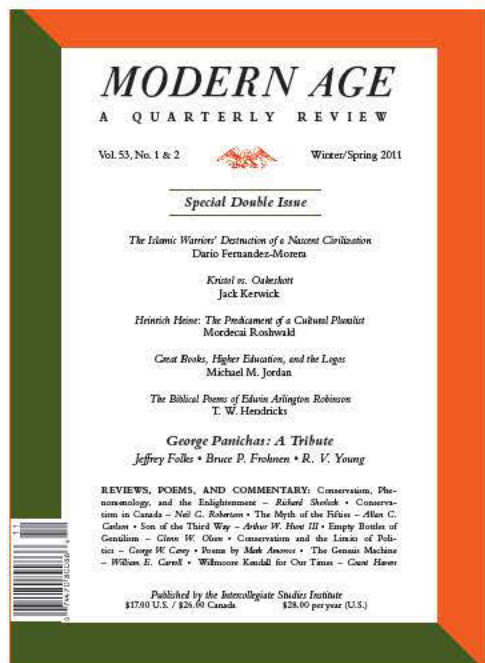 MODERN AGE
A QUARTERLY REVIEW
Vol. 53, No. 1 & 2 Winter/Spring 2011
Special Double Issue
The Islamic Warriors' Destruction of a Nascent Civilization
Dario Fernandez-Morera
Kristol vs. Oakeshott
Jack Kerwick
Heinrich Heine: The Predicament of a Cultural Pluralist
Mordecai Roshwald
Great Books, Higher Education, and the Logos
Michael M. Jordan
The Biblical Poems of Edwin Arlington Robinson
T. W. Hendricks
George Panichas: A Tribute
Jeffrey Folks • Bruce P. Frohnen • R. V. Young
REVIEWS, POEMS, AND COMMENTARY: Conservatism, Phe-
nomenology, and the Enlightenment – Richard Sherlock • Conserva-
tism in Canada – Neil G. Robertson • The Myth of the Fifties – Allan C.
Carlson • Son of the Third Way – Arthur W. Hunt III • Empty Bottles of
Gentilism – Glenn W. Olsen • Conservatism and the Limits of Poli-
tics – George W. Carey • Poems by Mark Amorose • The Genesis Machine
– William E. Carroll • Willmoore Kendall for Our Times – Grant Havers
Published by the Intercollegiate Studies Institute
$17.00 U.S. / $26.00 Canada $28.00 per year (U.S.)
11